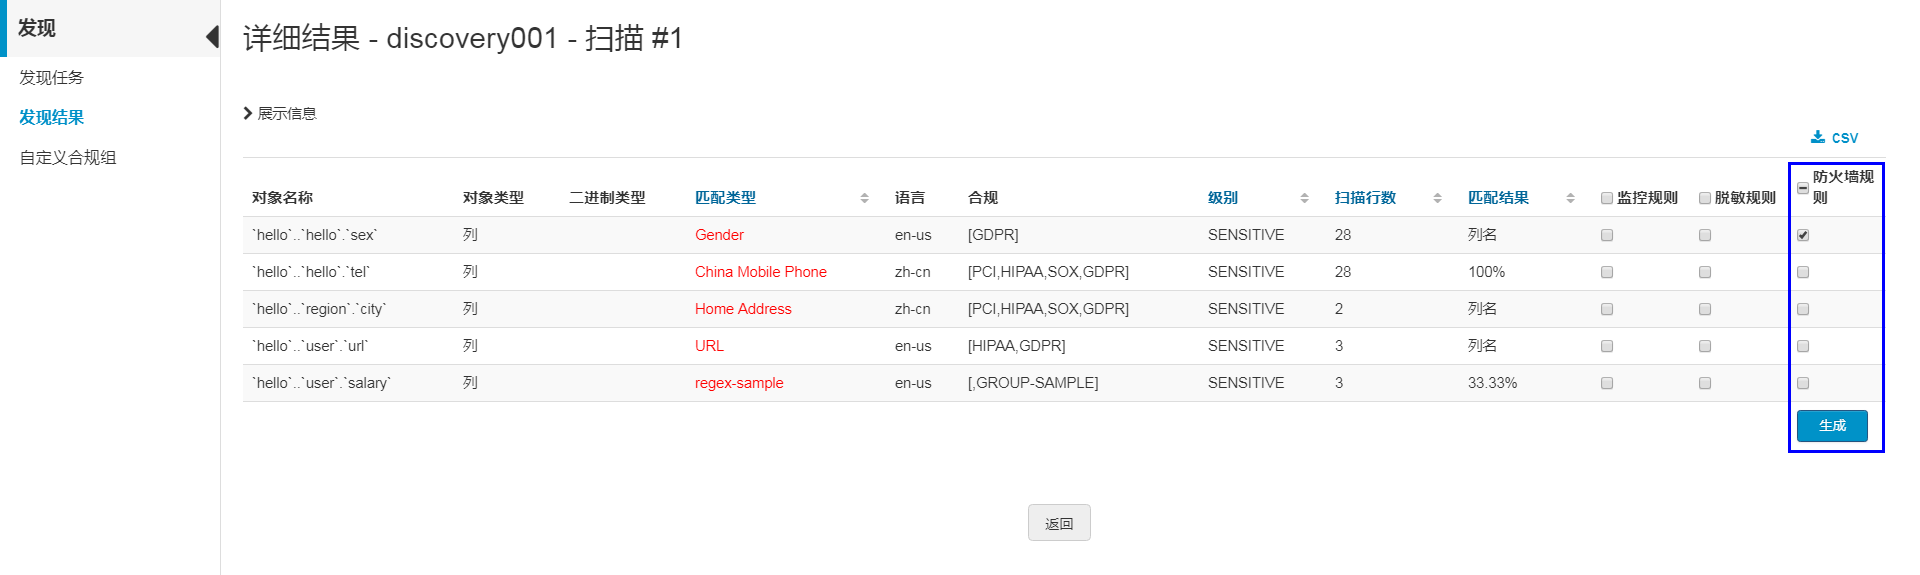 发现
发现任务
发现结果
自定义合规组
详细结果 - discovery001 - 扫描 #1
展示信息
CSV
对象名称 对象类型 二进制类型 匹配类型 语言 合规 级别 扫描行数 匹配结果 监控规则 脱敏规则 防火墙规
则
`hello`..`hello`.`sex` 列 Gender en-us [GDPR] SENSITIVE 28 列名
`hello`..`hello`.`tel` 列 China Mobile Phone zh-cn [PCI,HIPAA,SOX,GDPR] SENSITIVE 28 100%
`hello`..`region`.`city` 列 Home Address zh-cn [PCI,HIPAA,SOX,GDPR] SENSITIVE 2 列名
`hello`..`user`.`url` 列 URL en-us [HIPAA,GDPR] SENSITIVE 3 列名
`hello`..`user`.`salary` 列 regex-sample en-us [,GROUP-SAMPLE] SENSITIVE 3 33.33%
生成
返回